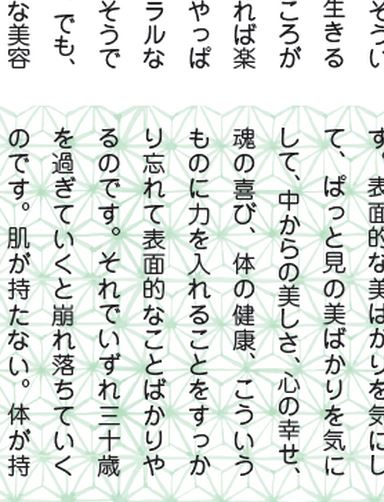 そうい
生きる
ころが
れば楽
やっぱ
ラルな
そうで
でも、
な美容
す、表面的な美ばかりを気にし
て、ぱっと見の美ばかりを気に
して、中からの美しさ、心の幸せ、
魂の喜び、体の健康、こういう
ものに力を入れることをすっか
り忘れて表面的なことばかりや
るのです。それでいずれ三十歳
を過ぎていくと崩れ落ちていく
のです。肌が持たない。体が持